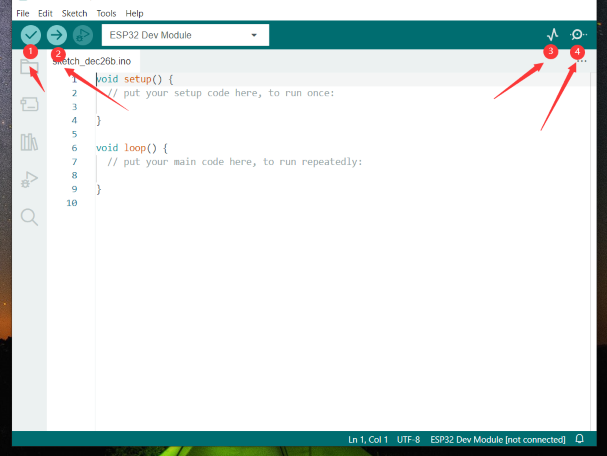 File Edit Sketch Tools Help
ESP32 Dev Module
1 2 3 4
sketch_dec26b.ino
1 void setup() {
2 // put your setup code here, to run once:
3
4 }
5
6 void loop() {
7 // put your main code here, to run repeatedly:
8
9 }
10
Ln 1, Col 1 UTF-8 ESP32 Dev Module [not connected]